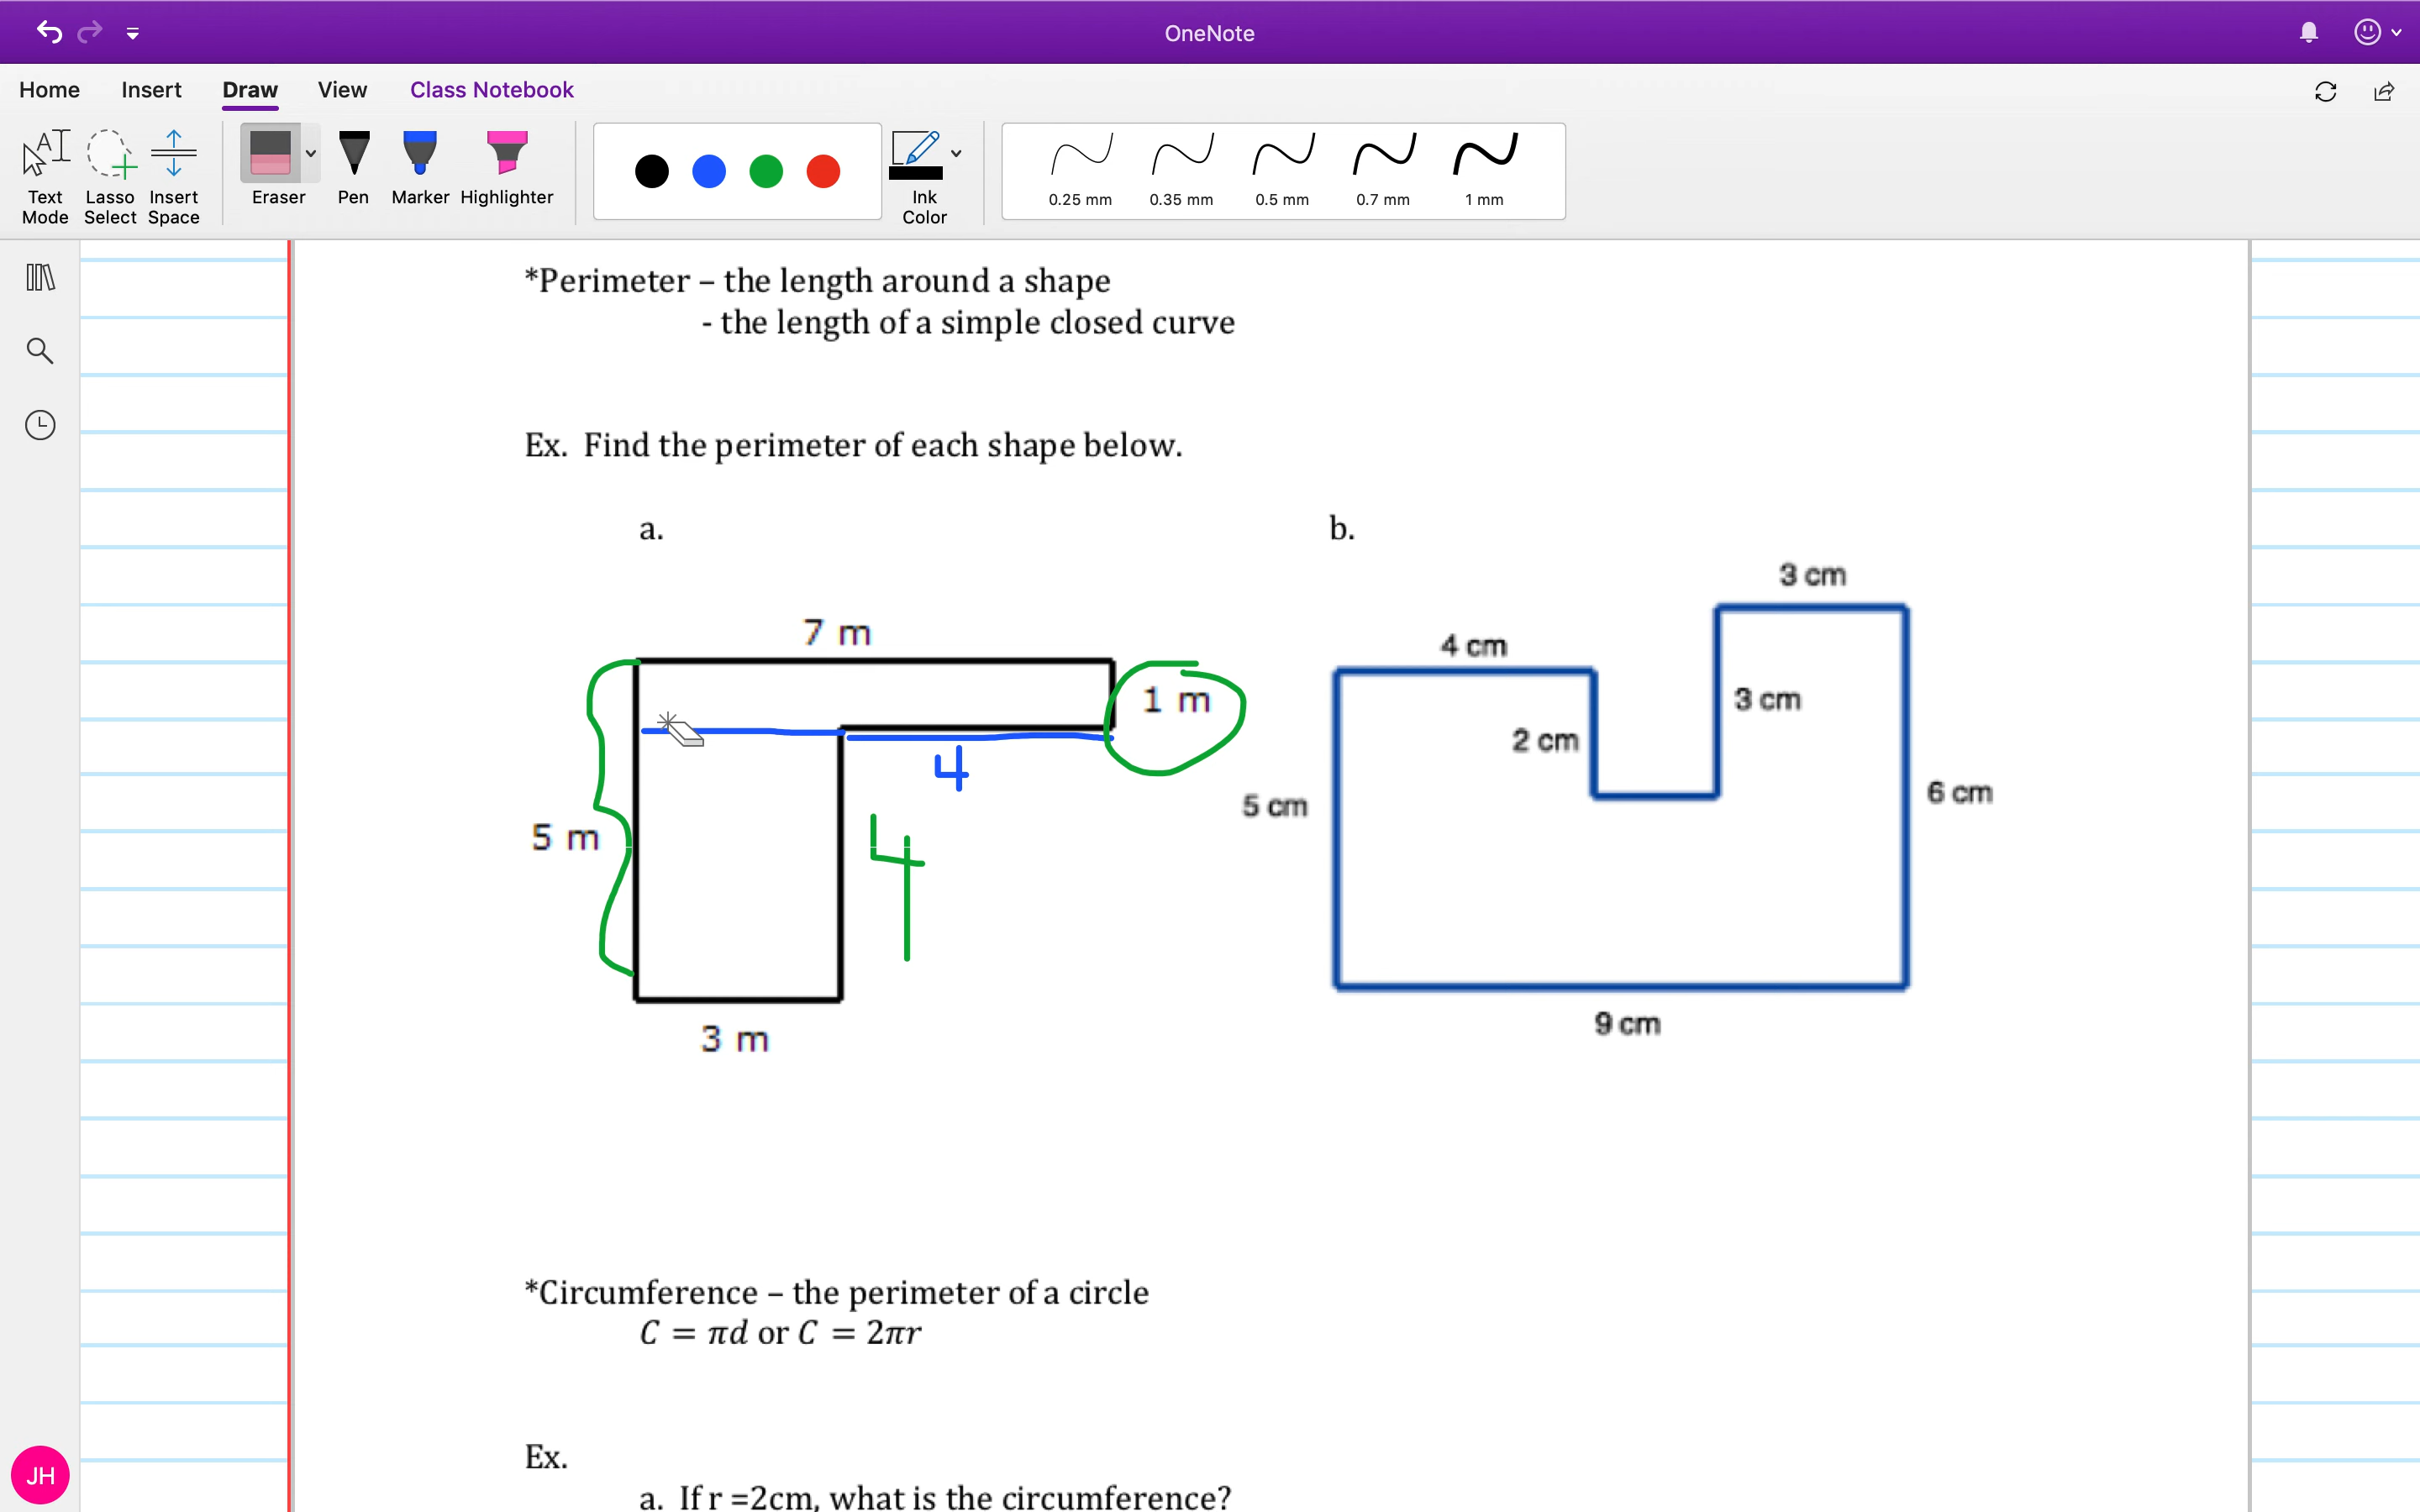 OneNote
Home Insert Draw View Class Notebook
Text Mode
Lasso Select
Insert Space
Eraser
Pen
Marker
Highlighter
Ink Color
0.25 mm
0.35 mm
0.5 mm
0.7 mm
1 mm
*Perimeter – the length around a shape
- the length of a simple closed curve
Ex. Find the perimeter of each shape below.
a.
7 m
1 m
4
4
5 m
3 m
b.
3 cm
4 cm
3 cm
2 cm
5 cm
6 cm
9 cm
*Circumference – the perimeter of a circle
C = πd or C = 2πr
Ex.
a. If r =2cm, what is the circumference?
JH